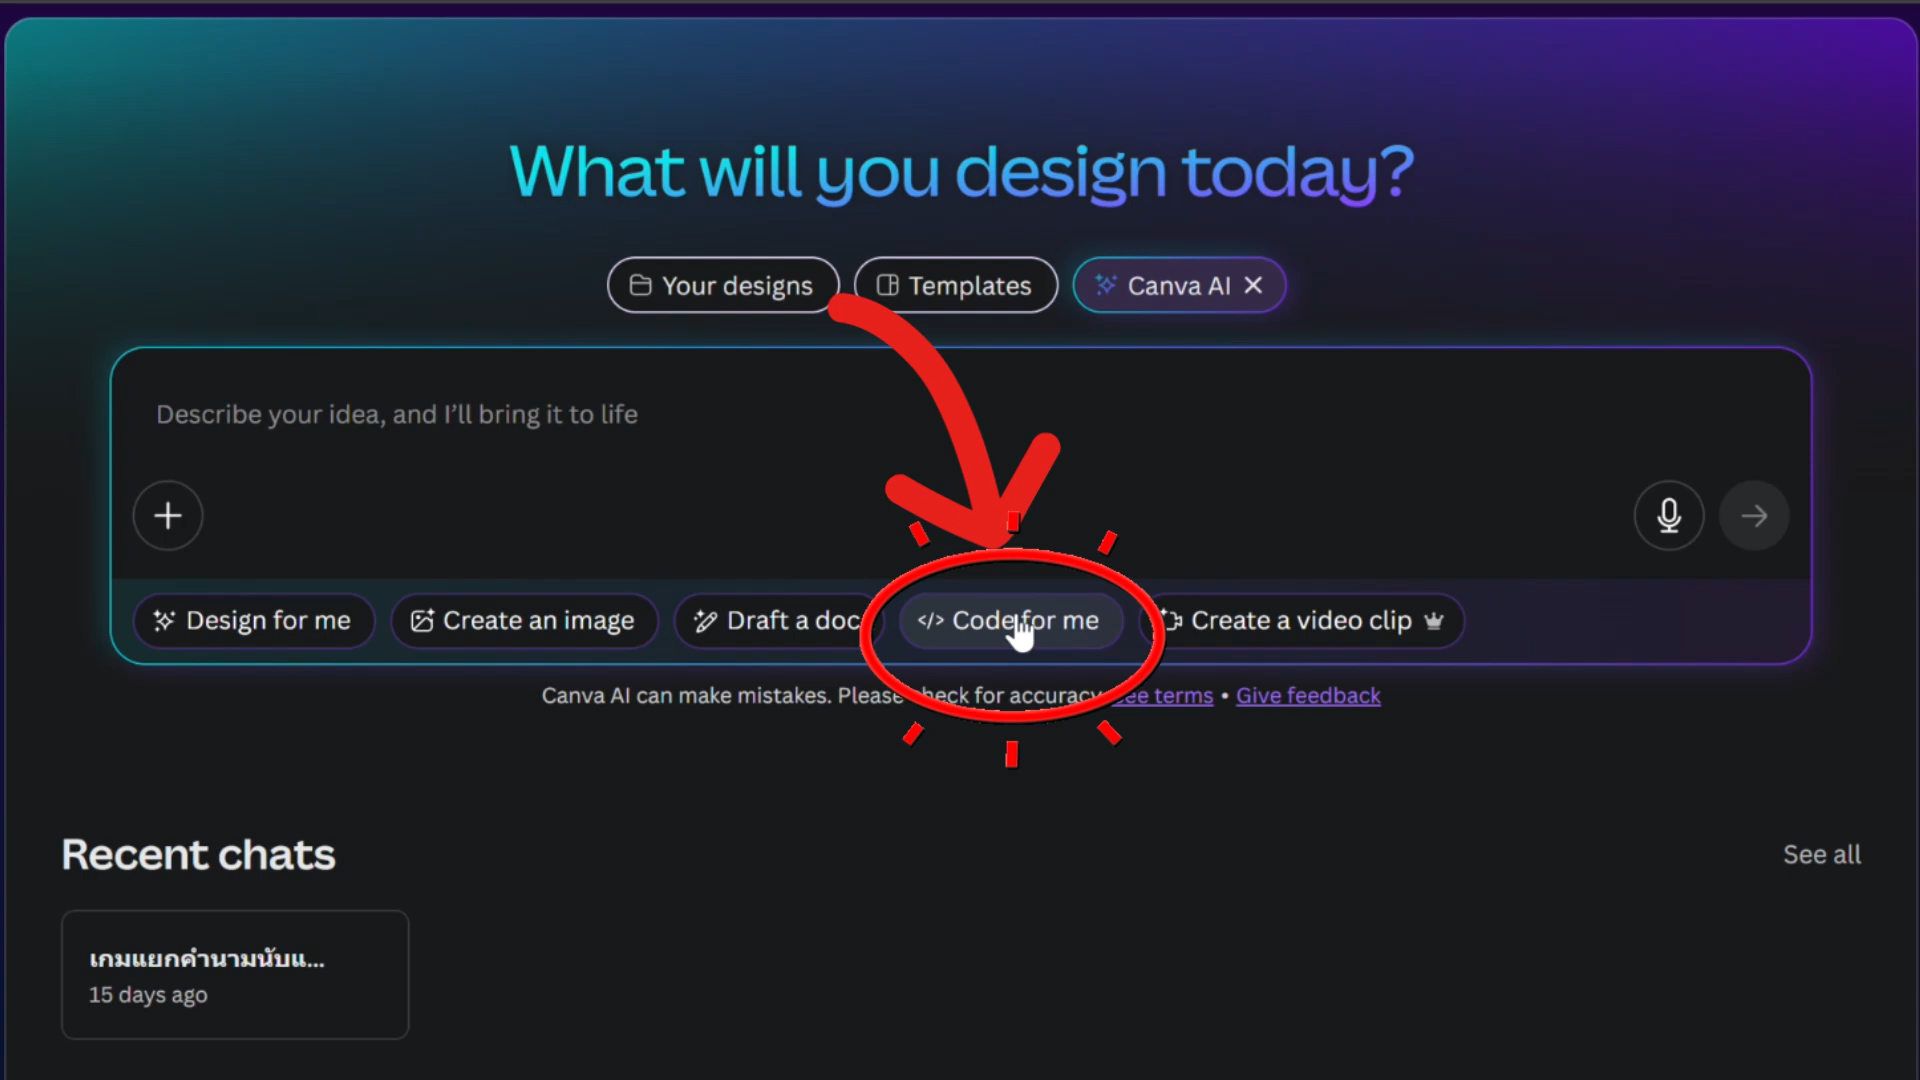 What will you design today?
Your designs
Templates
Canva AI
Describe your idea, and I'll bring it to life
Design for me
Create an image
Draft a doc
</> Code for me
Create a video clip
Canva AI can make mistakes. Please check for accuracy. See terms • Give feedback
Recent chats
See all
เกมแยกคำนามนับแ...
15 days ago